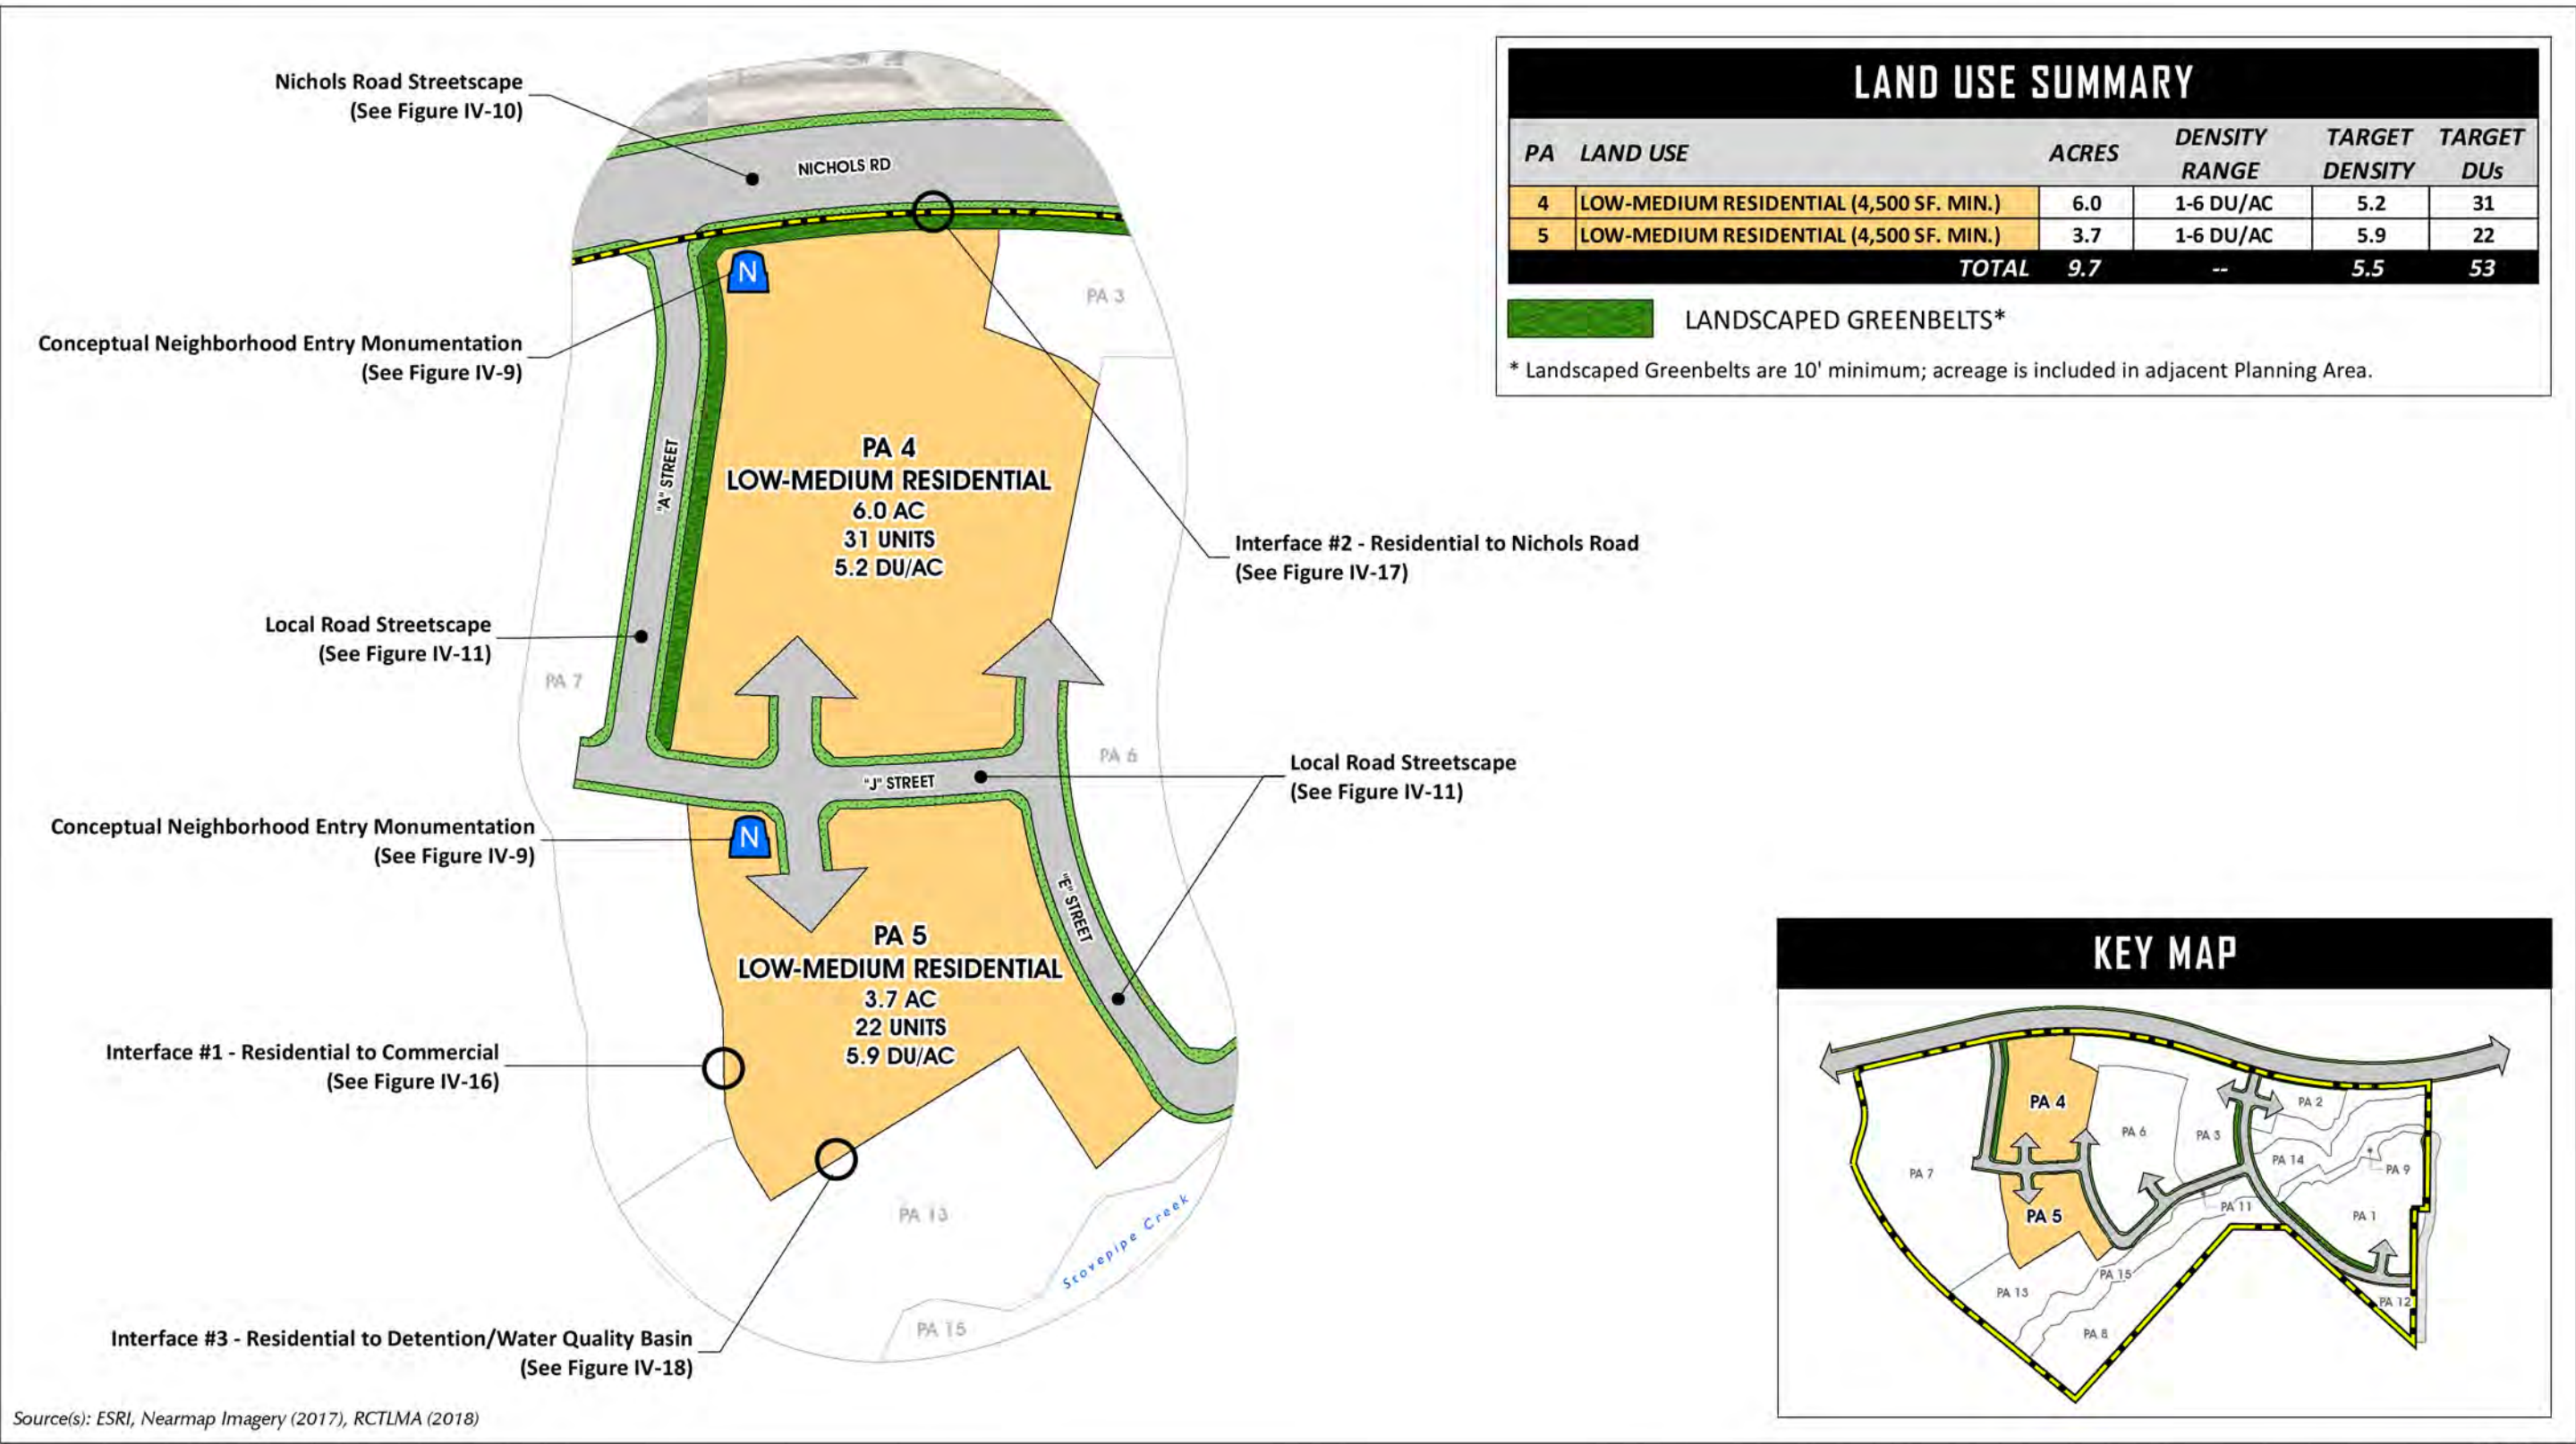 Nichols Road Streetscape
(See Figure IV-10)
NICHOLS RD
N
PA 3
Conceptual Neighborhood Entry Monumentation
(See Figure IV-9)
"A" STREET
PA 4
LOW-MEDIUM RESIDENTIAL
6.0 AC
31 UNITS
5.2 DU/AC
Interface #2 - Residential to Nichols Road
(See Figure IV-17)
Local Road Streetscape
(See Figure IV-11)
PA 7
PA 6
"J" STREET
Local Road Streetscape
(See Figure IV-11)
Conceptual Neighborhood Entry Monumentation
(See Figure IV-9)
N
"E" STREET
PA 5
LOW-MEDIUM RESIDENTIAL
3.7 AC
22 UNITS
5.9 DU/AC
Interface #1 - Residential to Commercial
(See Figure IV-16)
PA 13
Stovepipe Creek
PA 15
Interface #3 - Residential to Detention/Water Quality Basin
(See Figure IV-18)
Source(s): ESRI, Nearmap Imagery (2017), RCTLMA (2018)
LAND USE SUMMARY
PA LAND USE ACRES DENSITY RANGE TARGET DENSITY TARGET DUs
4 LOW-MEDIUM RESIDENTIAL (4,500 SF. MIN.) 6.0 1-6 DU/AC 5.2 31
5 LOW-MEDIUM RESIDENTIAL (4,500 SF. MIN.) 3.7 1-6 DU/AC 5.9 22
TOTAL 9.7 -- 5.5 53
LANDSCAPED GREENBELTS*
* Landscaped Greenbelts are 10' minimum; acreage is included in adjacent Planning Area.
KEY MAP
PA 4
PA 2
PA 6
PA 3
PA 14
PA 9
PA 7
PA 11
PA 5
PA 1
PA 15
PA 13
PA 12
PA 8